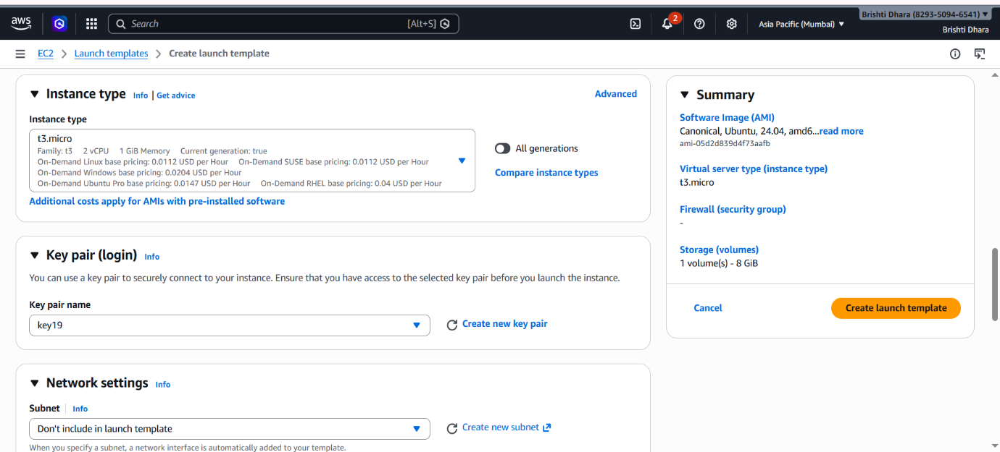 aws
Search [Alt+S]
2
Asia Pacific (Mumbai) ▼
Brishti Dhara (8293-5094-6541) ▼
Brishti Dhara
EC2 > Launch templates > Create launch template
▼ Instance type Info | Get advice
Advanced
Instance type
t3.micro
Family: t3 2 vCPU 1 GiB Memory Current generation: true
On-Demand Linux base pricing: 0.0112 USD per Hour On-Demand SUSE base pricing: 0.0112 USD per Hour
On-Demand Windows base pricing: 0.0204 USD per Hour
On-Demand Ubuntu Pro base pricing: 0.0147 USD per Hour On-Demand RHEL base pricing: 0.04 USD per Hour
All generations
Compare instance types
Additional costs apply for AMIs with pre-installed software
▼ Key pair (login) Info
You can use a key pair to securely connect to your instance. Ensure that you have access to the selected key pair before you launch the instance.
Key pair name
key19
Create new key pair
▼ Network settings Info
Subnet Info
Don't include in launch template
Create new subnet
When you specify a subnet, a network interface is automatically added to your template.
▼ Summary
Software Image (AMI)
Canonical, Ubuntu, 24.04, amd6...read more
ami-05d2d839d4f73aafb
Virtual server type (instance type)
t3.micro
Firewall (security group)
-
Storage (volumes)
1 volume(s) - 8 GiB
Cancel
Create launch template